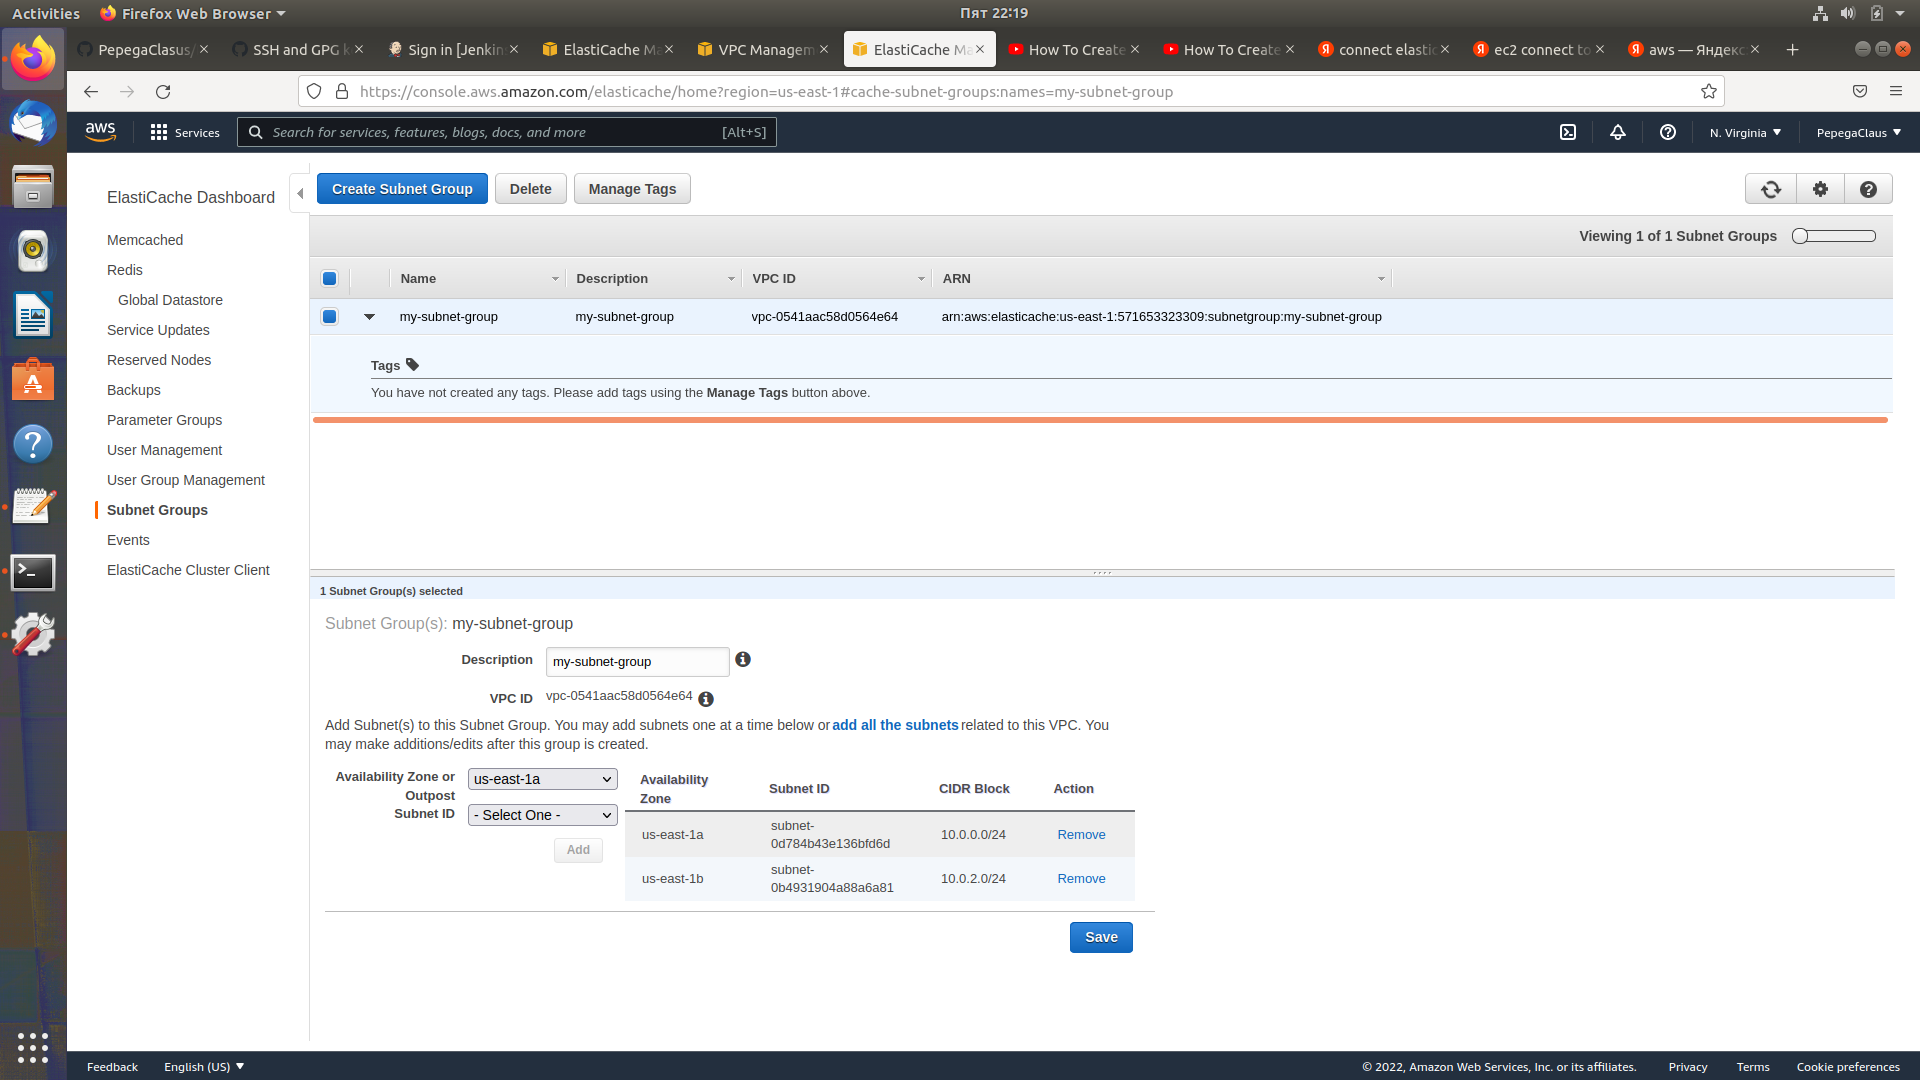 Activities
Firefox Web Browser
Пят 22:19
PepegaClasus/
SSH and GPG k
Sign in [Jenkin
ElastiCache Ma
VPC Managem
ElastiCache Ma
How To Create
How To Create
connect elastic
ec2 connect to
aws — Яндекс
https://console.aws.amazon.com/elasticache/home?region=us-east-1#cache-subnet-groups:names=my-subnet-group
aws
Services
Search for services, features, blogs, docs, and more
[Alt+S]
N. Virginia
PepegaClaus
ElastiCache Dashboard
Memcached
Redis
Global Datastore
Service Updates
Reserved Nodes
Backups
Parameter Groups
User Management
User Group Management
Subnet Groups
Events
ElastiCache Cluster Client
Create Subnet Group
Delete
Manage Tags
Viewing 1 of 1 Subnet Groups
Name
Description
VPC ID
ARN
my-subnet-group
my-subnet-group
vpc-0541aac58d0564e64
arn:aws:elasticache:us-east-1:571653323309:subnetgroup:my-subnet-group
Tags
You have not created any tags. Please add tags using the Manage Tags button above.
1 Subnet Group(s) selected
Subnet Group(s): my-subnet-group
Description
my-subnet-group
VPC ID
vpc-0541aac58d0564e64
Add Subnet(s) to this Subnet Group. You may add subnets one at a time below or add all the subnets related to this VPC. You
may make additions/edits after this group is created.
Availability Zone or
Outpost
us-east-1a
Subnet ID
- Select One -
Add
Availability
Zone
Subnet ID
CIDR Block
Action
us-east-1a
subnet-
0d784b43e136bfd6d
10.0.0.0/24
Remove
us-east-1b
subnet-
0b4931904a88a6a81
10.0.2.0/24
Remove
Save
Feedback
English (US)
© 2022, Amazon Web Services, Inc. or its affiliates.
Privacy
Terms
Cookie preferences